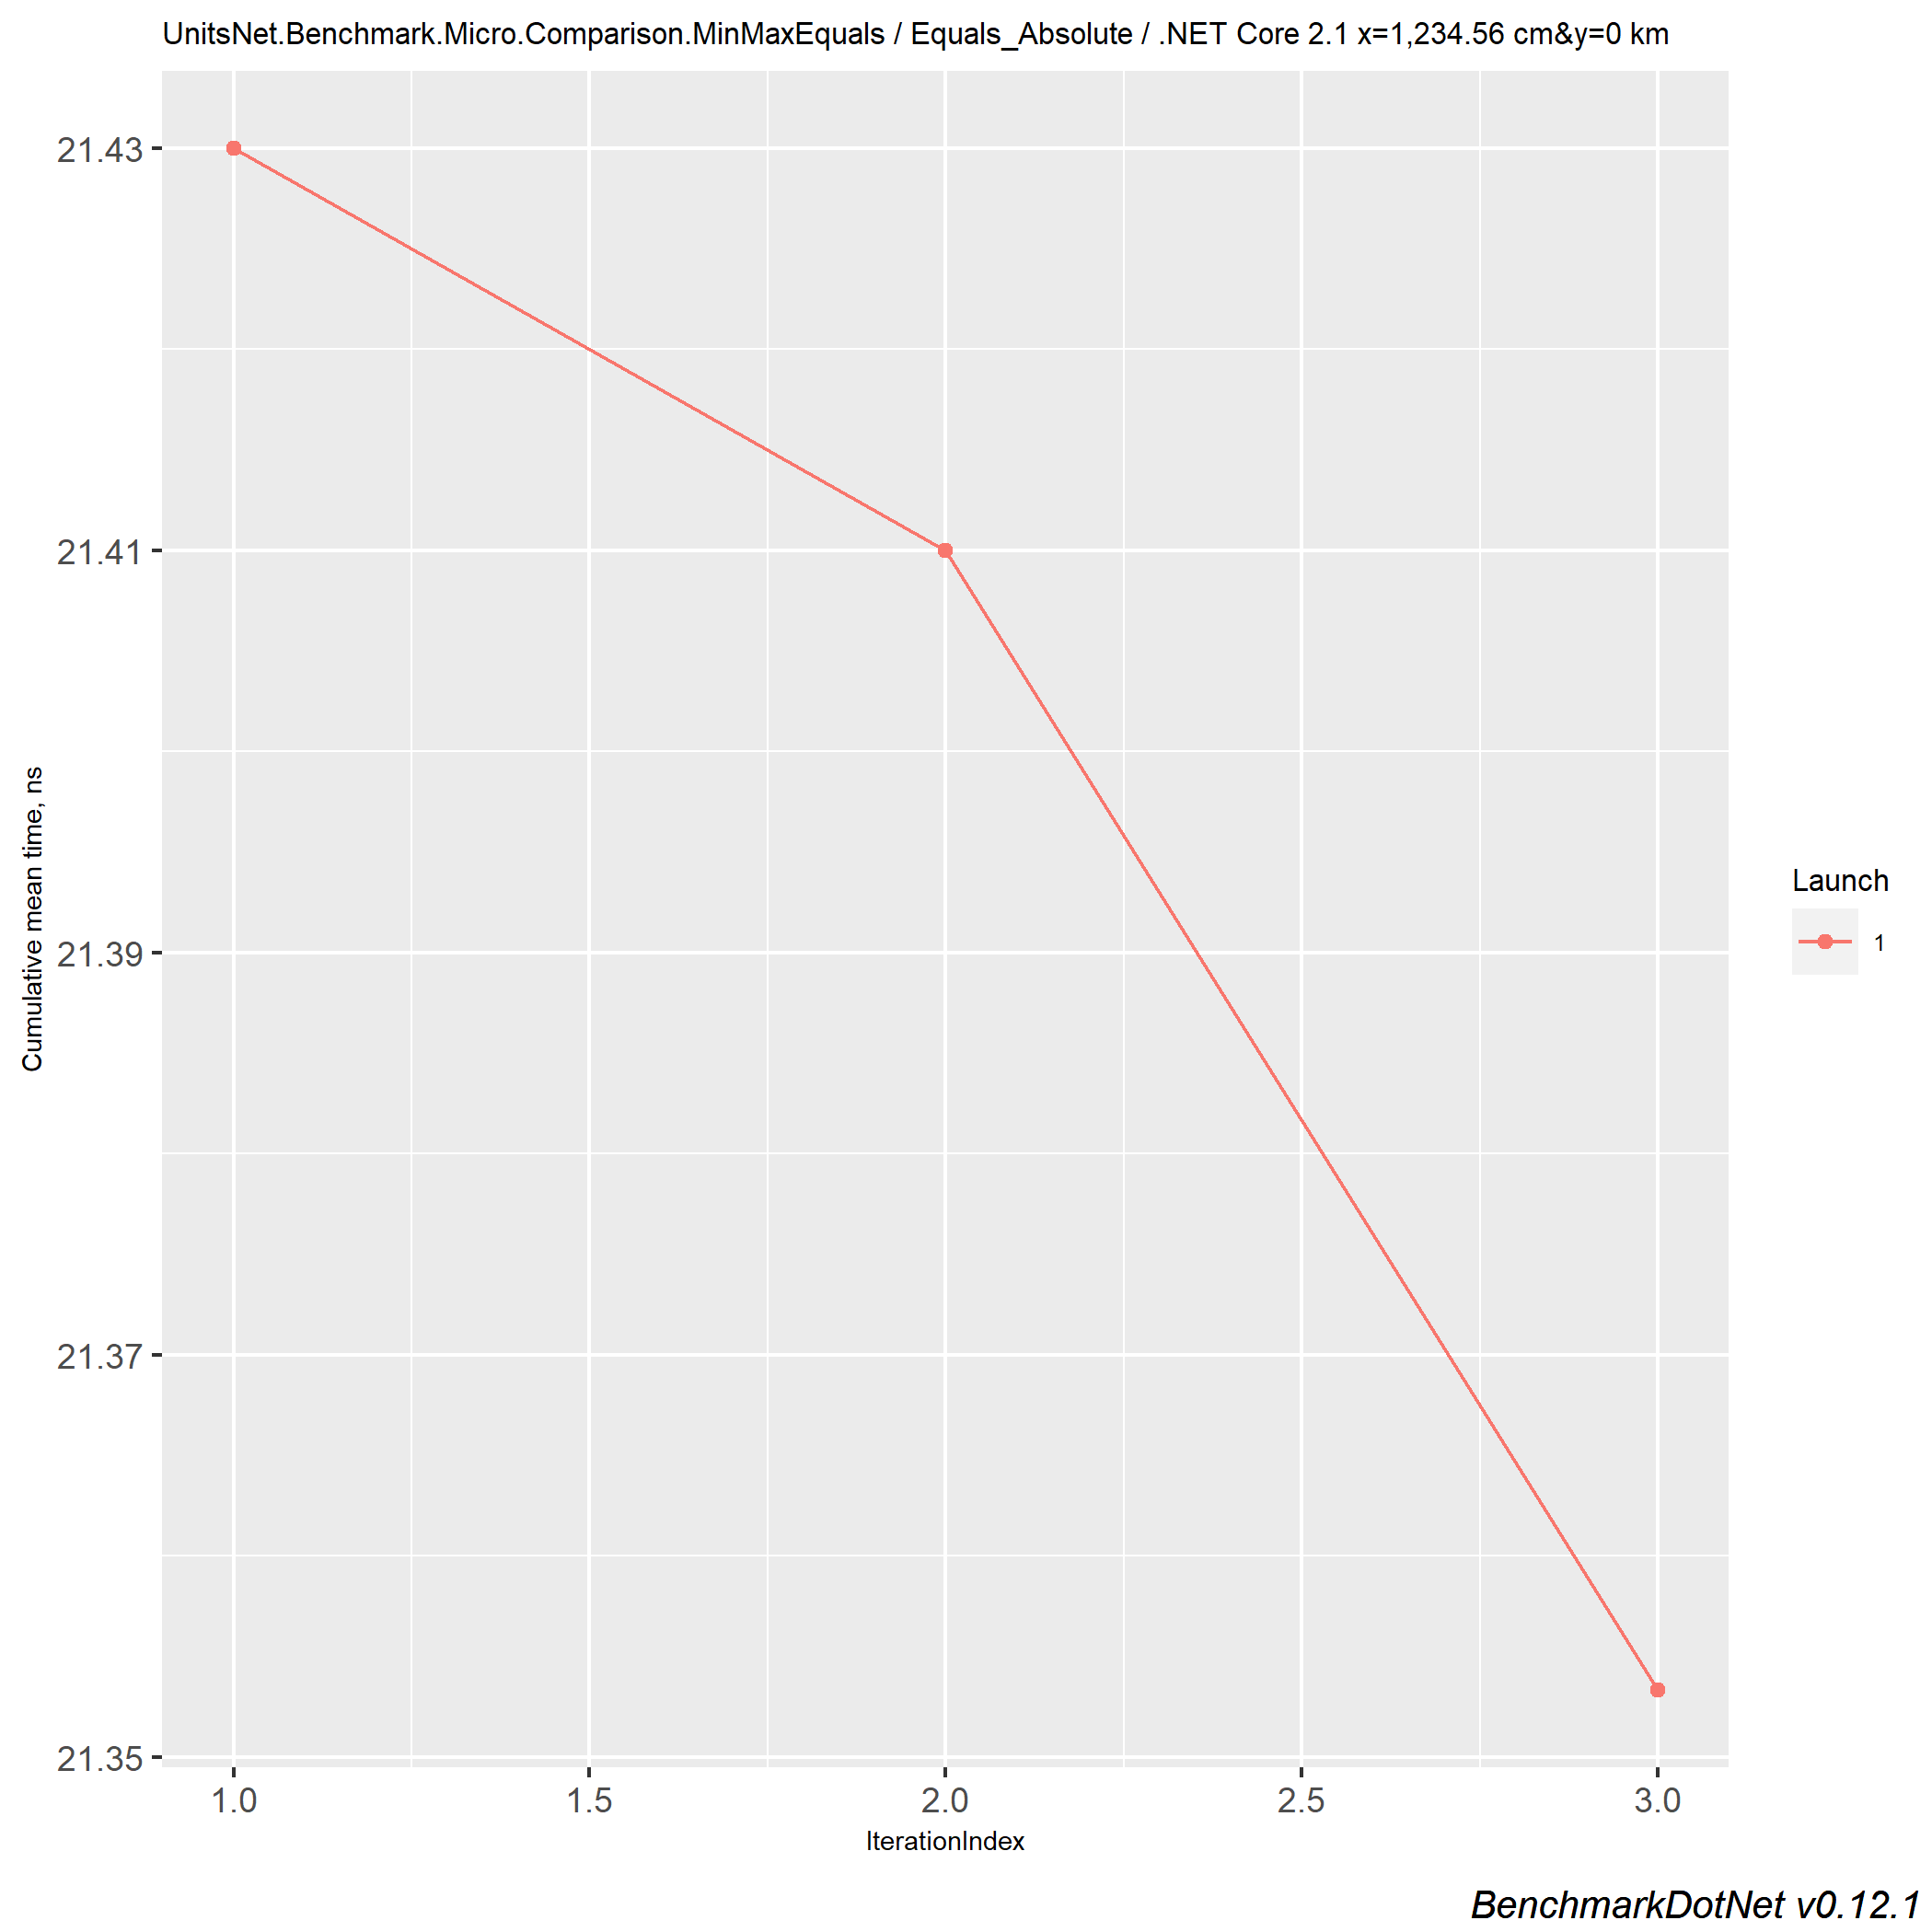 UnitsNet.Benchmark.Micro.Comparison.MinMaxEquals / Equals_Absolute / .NET Core 2.1 x=1,234.56 cm&y=0 km
21.43
21.41
21.39
21.37
21.35
Cumulative mean time, ns
1.0 1.5 2.0 2.5 3.0
IterationIndex
Launch
1
BenchmarkDotNet v0.12.1